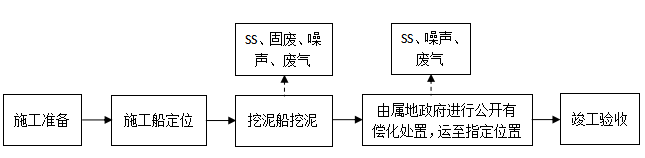 SS、固废、噪
声、废气
SS、噪声、
废气
施工准备
施工船定位
挖泥船挖泥
由属地政府进行公开有
偿化处置，运至指定位置
竣工验收